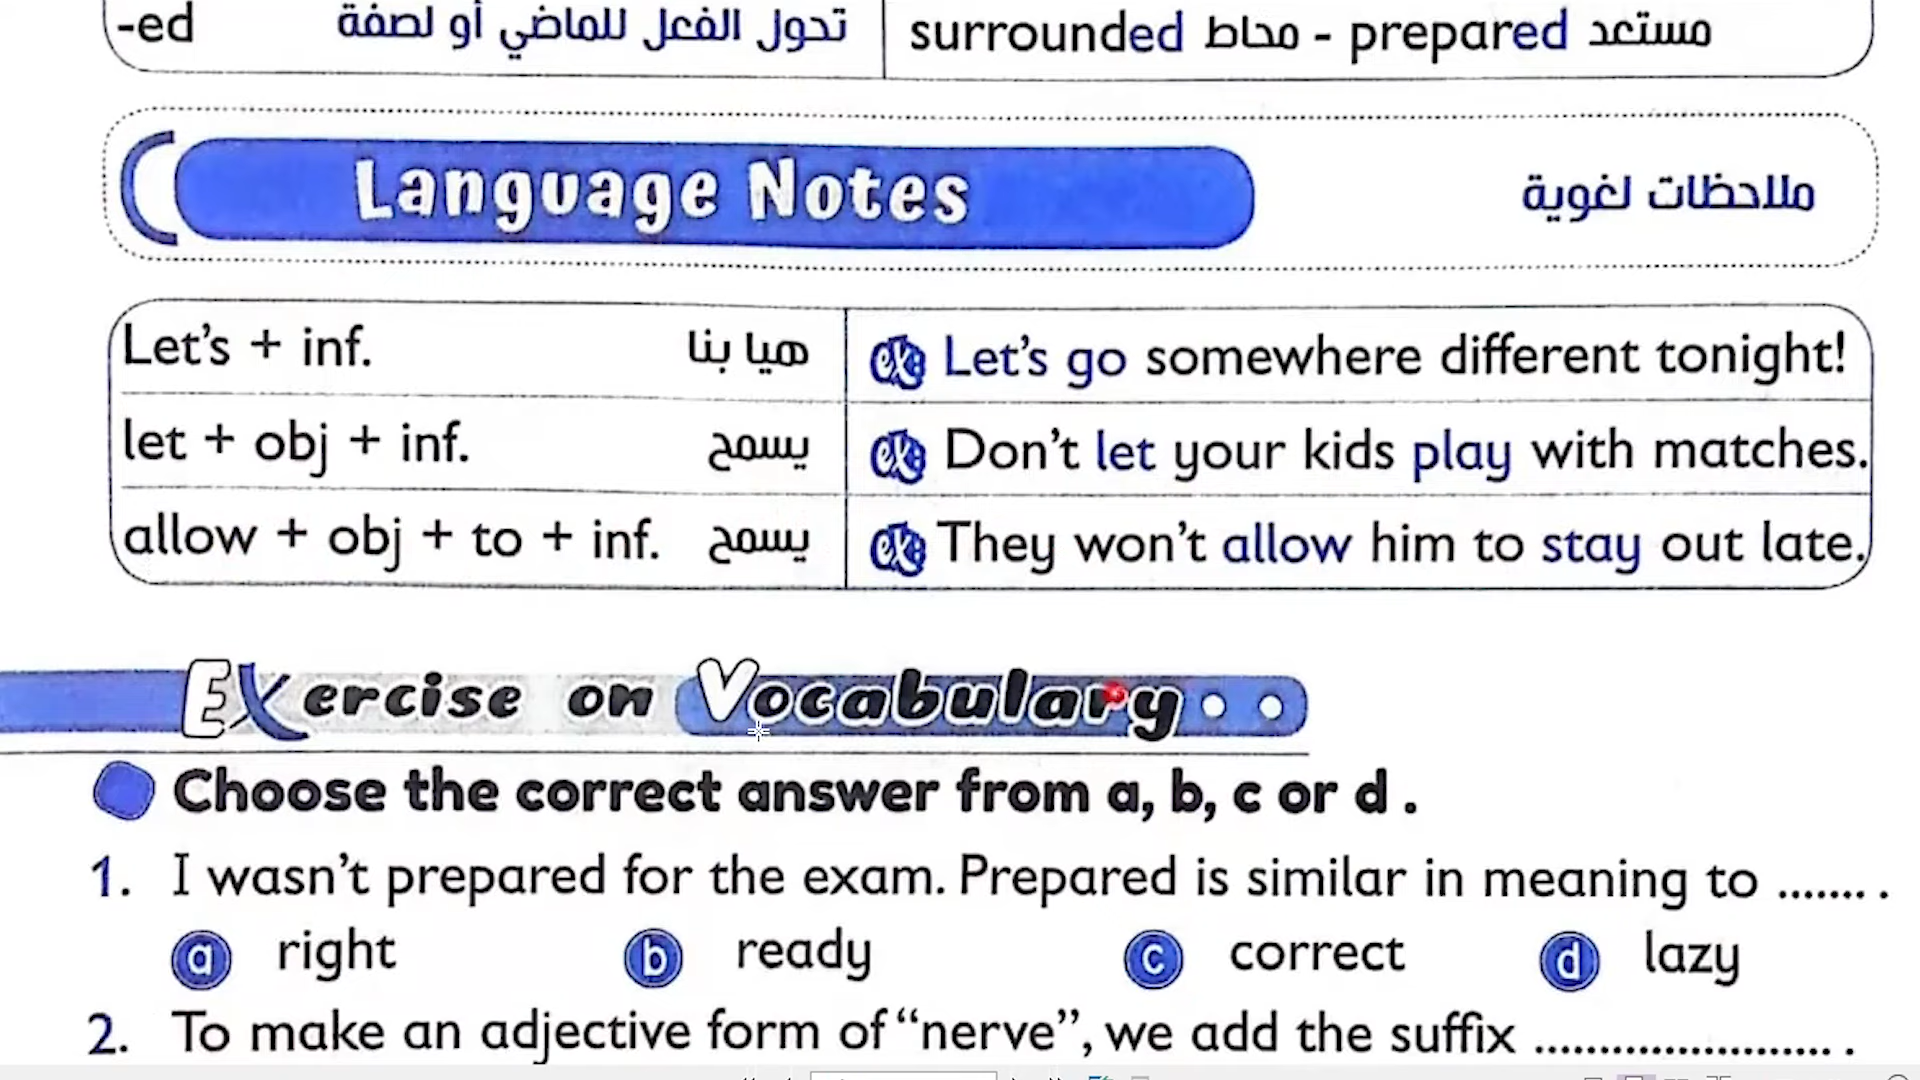 -ed تحول الفعل للماضي أو لصفة surrounded محاط - prepared مستعد
Language Notes ملاحظات لغوية
Let's + inf. هيا بنا ex: Let's go somewhere different tonight!
let + obj + inf. يسمح ex: Don't let your kids play with matches.
allow + obj + to + inf. يسمح ex: They won't allow him to stay out late.
Exercise on Vocabulary
Choose the correct answer from a, b, c or d .
1. I wasn't prepared for the exam. Prepared is similar in meaning to ....... .
a right b ready c correct d lazy
2. To make an adjective form of “nerve”, we add the suffix ...................... .